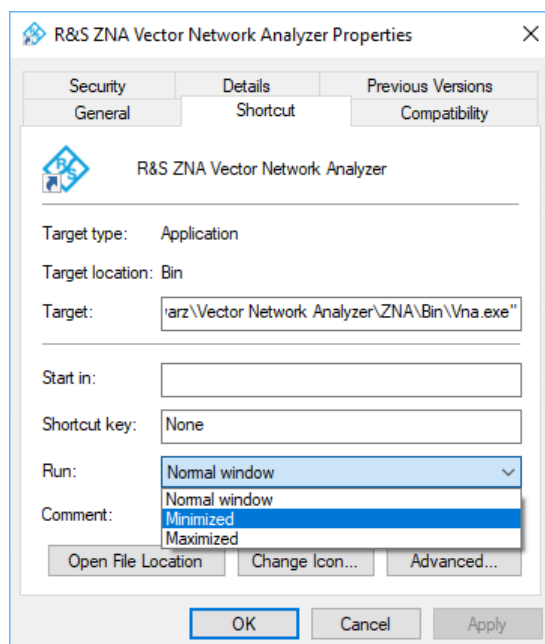 R&S ZNA Vector Network Analyzer Properties
Security Details Previous Versions
General Shortcut Compatibility
R&S
R&S ZNA Vector Network Analyzer
Target type: Application
Target location: Bin
Target: arz\Vector Network Analyzer\ZNA\Bin\Vna.exe"
Start in:
Shortcut key: None
Run: Normal window
Normal window
Comment: Minimized
Maximized
Open File Location Change Icon... Advanced...
OK Cancel Apply